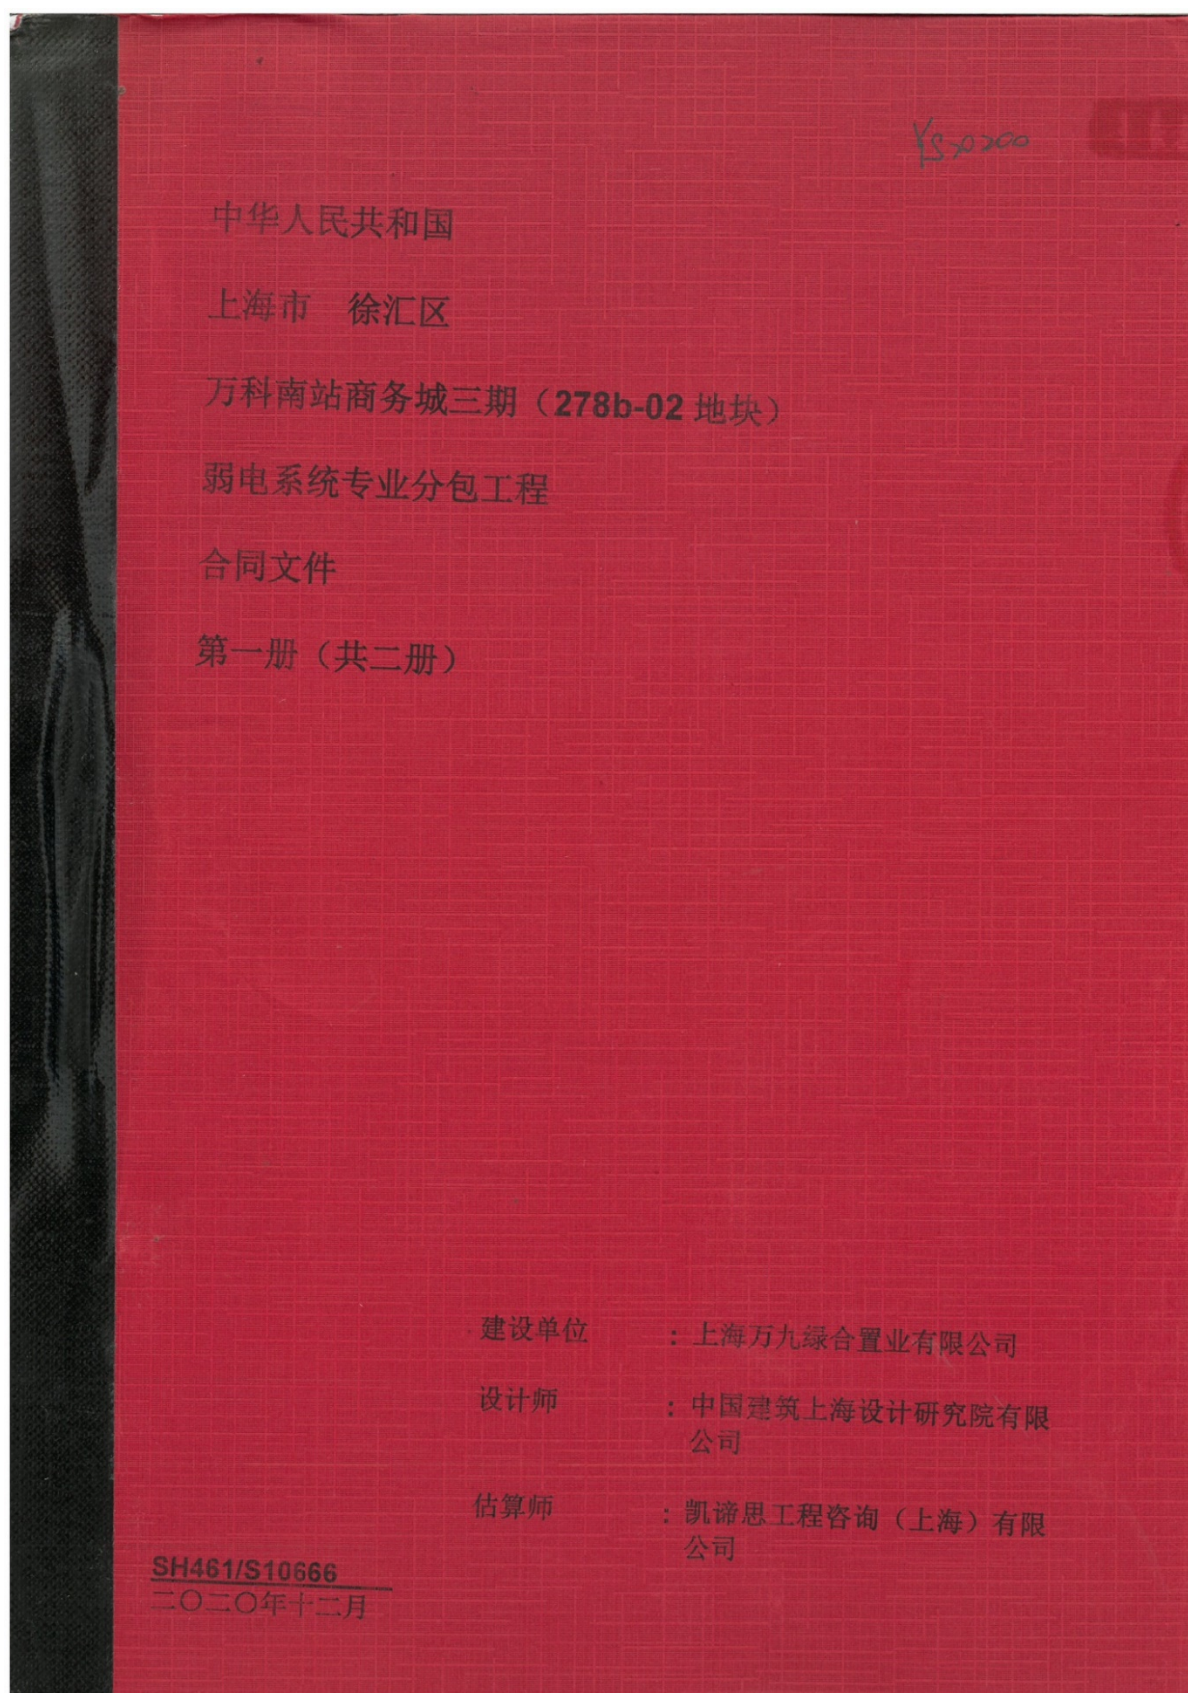 YS20200
中华人民共和国
上海市 徐汇区
万科南站商务城三期（278b-02 地块）
弱电系统专业分包工程
合同文件
第一册（共二册）
建设单位 : 上海万九绿合置业有限公司
设计师 : 中国建筑上海设计研究院有限
公司
估算师 : 凯谛思工程咨询（上海）有限
公司
SH461/S10666
二〇二〇年十二月